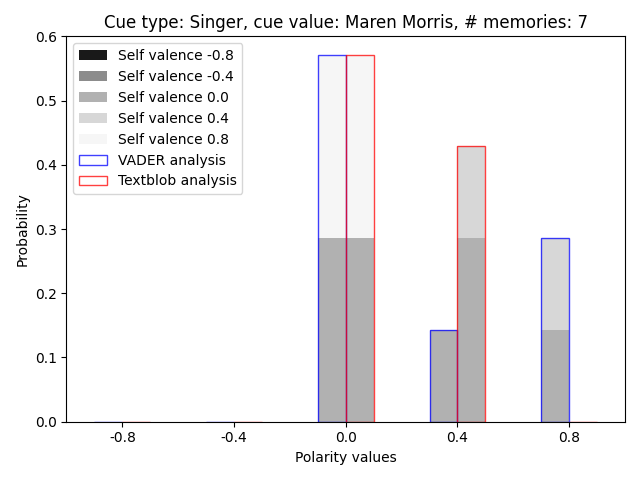 Cue type: Singer, cue value: Maren Morris, # memories: 7
Self valence -0.8
Self valence -0.4
Self valence 0.0
Self valence 0.4
Self valence 0.8
VADER analysis
Textblob analysis
Probability
0.6
0.5
0.4
0.3
0.2
0.1
0.0
-0.8 -0.4 0.0 0.4 0.8
Polarity values